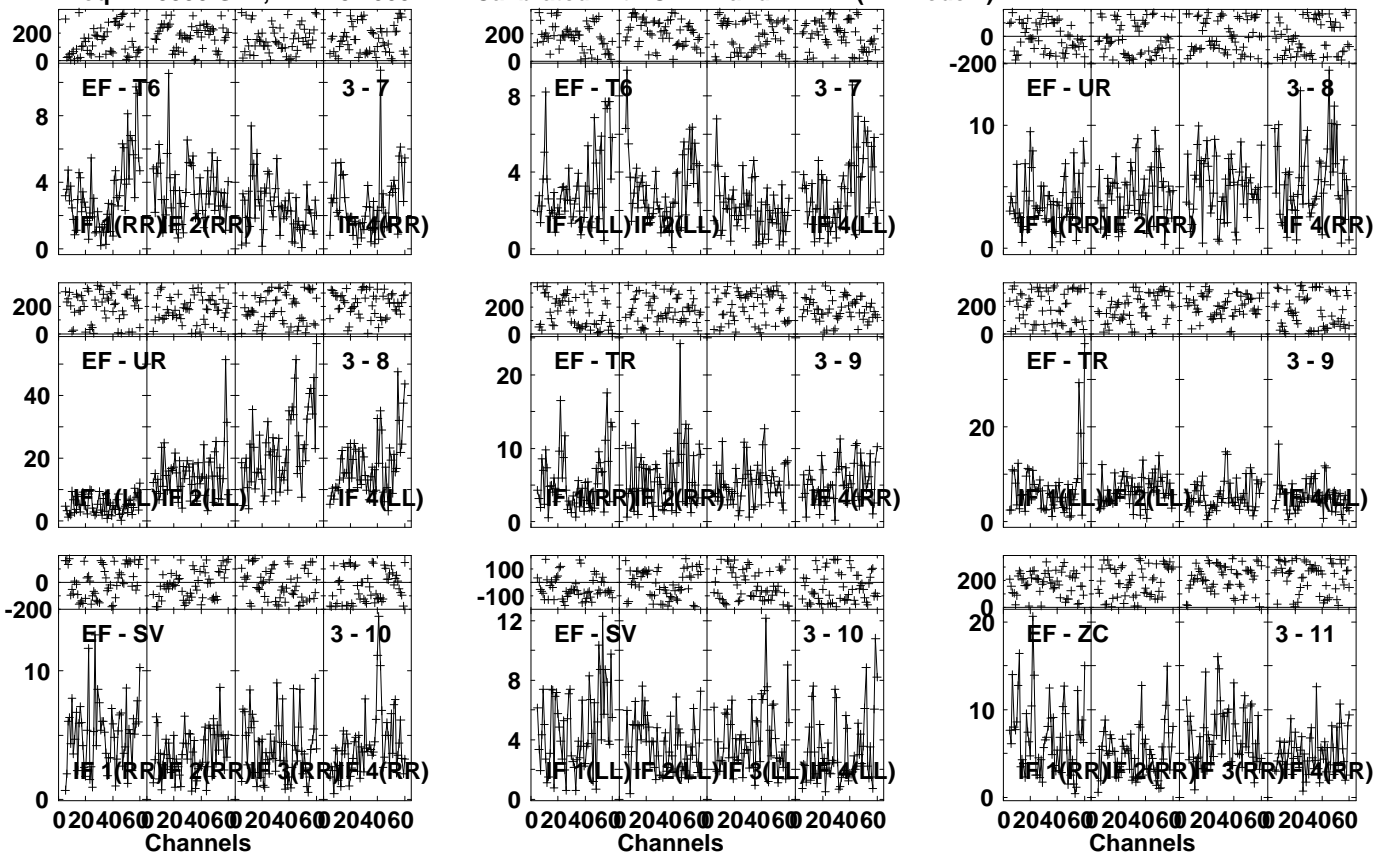 200
0
200
0
0
-200
EF - T6 3 - 7
EF - T6 3 - 7
EF - UR 3 - 8
8
4
0
8
4
0
10
0
IF 1(RR) IF 2(RR) IF 4(RR)
IF 1(LL) IF 2(LL) IF 4(LL)
IF 1(RR) IF 2(RR) IF 4(RR)
200
0
200
0
200
0
EF - UR 3 - 8
EF - TR 3 - 9
EF - TR 3 - 9
40
20
0
20
10
0
20
0
IF 1(LL) IF 2(LL) IF 4(LL)
IF 1(RR) IF 2(RR) IF 4(RR)
IF 1(LL) IF 2(LL) IF 4(LL)
0
-200
100
-100
200
0
EF - SV 3 - 10
EF - SV 3 - 10
EF - ZC 3 - 11
10
0
12
8
4
0
20
10
0
IF 1(RR) IF 2(RR) IF 3(RR) IF 4(RR)
IF 1(LL) IF 2(LL) IF 3(LL) IF 4(LL)
IF 1(RR) IF 2(RR) IF 3(RR) IF 4(RR)
0 20 40 60 0 20 40 60 0 20 40 60 0 20 40 60
0 20 40 60 0 20 40 60 0 20 40 60 0 20 40 60
0 20 40 60 0 20 40 60 0 20 40 60 0 20 40 60
Channels
Channels
Channels